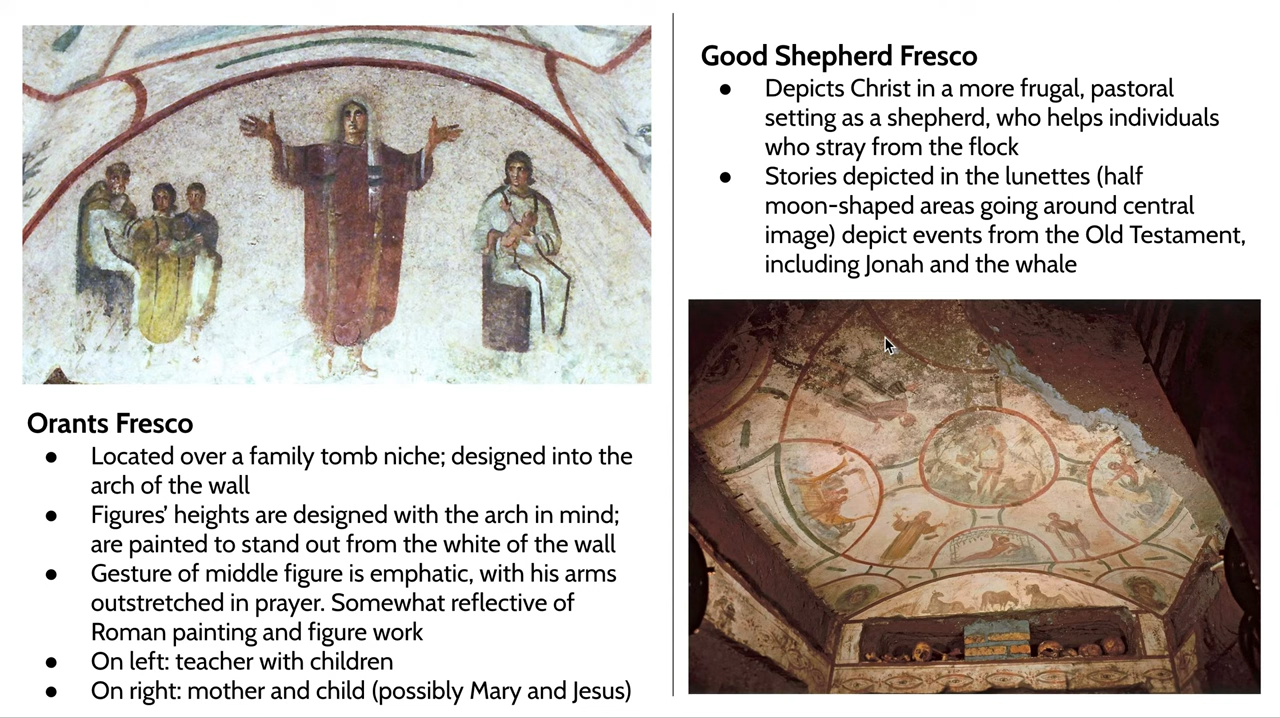 Orants Fresco
● Located over a family tomb niche; designed into the
arch of the wall
● Figures’ heights are designed with the arch in mind;
are painted to stand out from the white of the wall
● Gesture of middle figure is emphatic, with his arms
outstretched in prayer. Somewhat reflective of
Roman painting and figure work
● On left: teacher with children
● On right: mother and child (possibly Mary and Jesus)
Good Shepherd Fresco
● Depicts Christ in a more frugal, pastoral
setting as a shepherd, who helps individuals
who stray from the flock
● Stories depicted in the lunettes (half
moon-shaped areas going around central
image) depict events from the Old Testament,
including Jonah and the whale